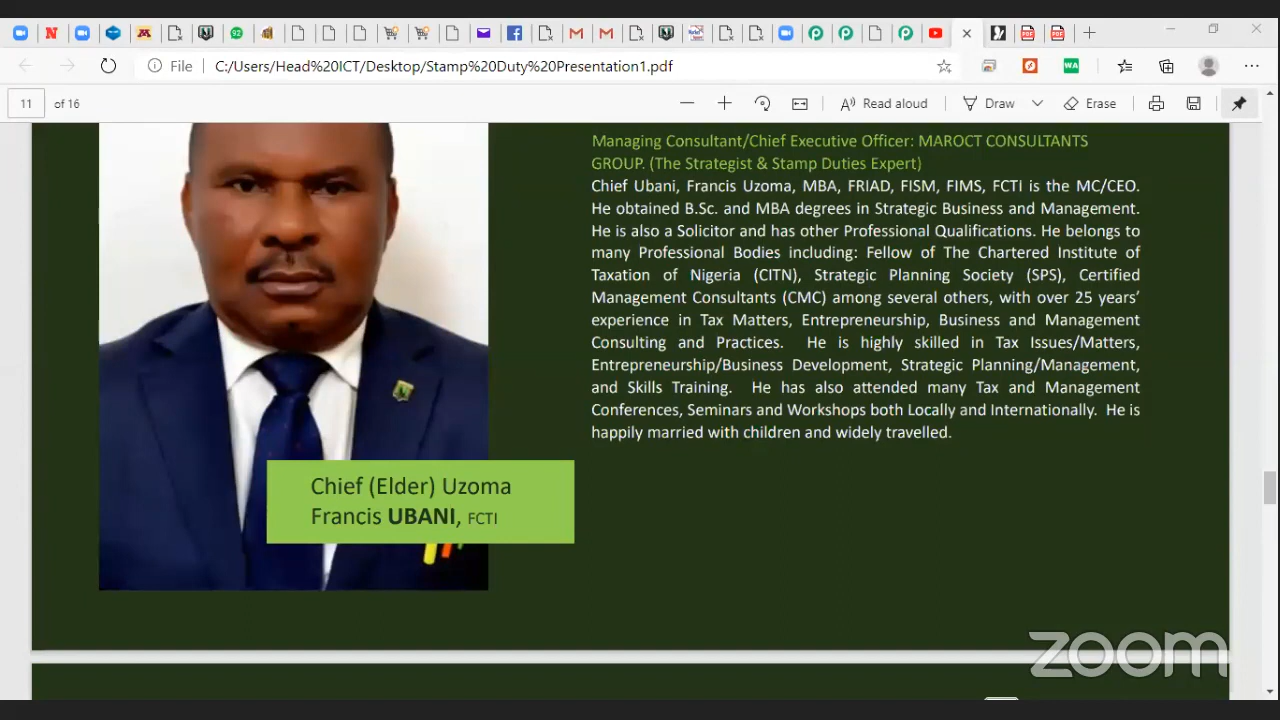 92
File
C:/Users/Head%20ICT/Desktop/Stamp%20Duty%20Presentation1.pdf
WA
11 of 16
Read aloud
Draw
Erase
Managing Consultant/Chief Executive Officer: MAROCT CONSULTANTS
GROUP. (The Strategist & Stamp Duties Expert)
Chief Ubani, Francis Uzoma, MBA, FRIAD, FISM, FIMS, FCTI is the MC/CEO.
He obtained B.Sc. and MBA degrees in Strategic Business and Management.
He is also a Solicitor and has other Professional Qualifications. He belongs to
many Professional Bodies including: Fellow of The Chartered Institute of
Taxation of Nigeria (CITN), Strategic Planning Society (SPS), Certified
Management Consultants (CMC) among several others, with over 25 years’
experience in Tax Matters, Entrepreneurship, Business and Management
Consulting and Practices. He is highly skilled in Tax Issues/Matters,
Entrepreneurship/Business Development, Strategic Planning/Management,
and Skills Training. He has also attended many Tax and Management
Conferences, Seminars and Workshops both Locally and Internationally. He is
happily married with children and widely travelled.
Chief (Elder) Uzoma
Francis UBANI, FCTI
zoom